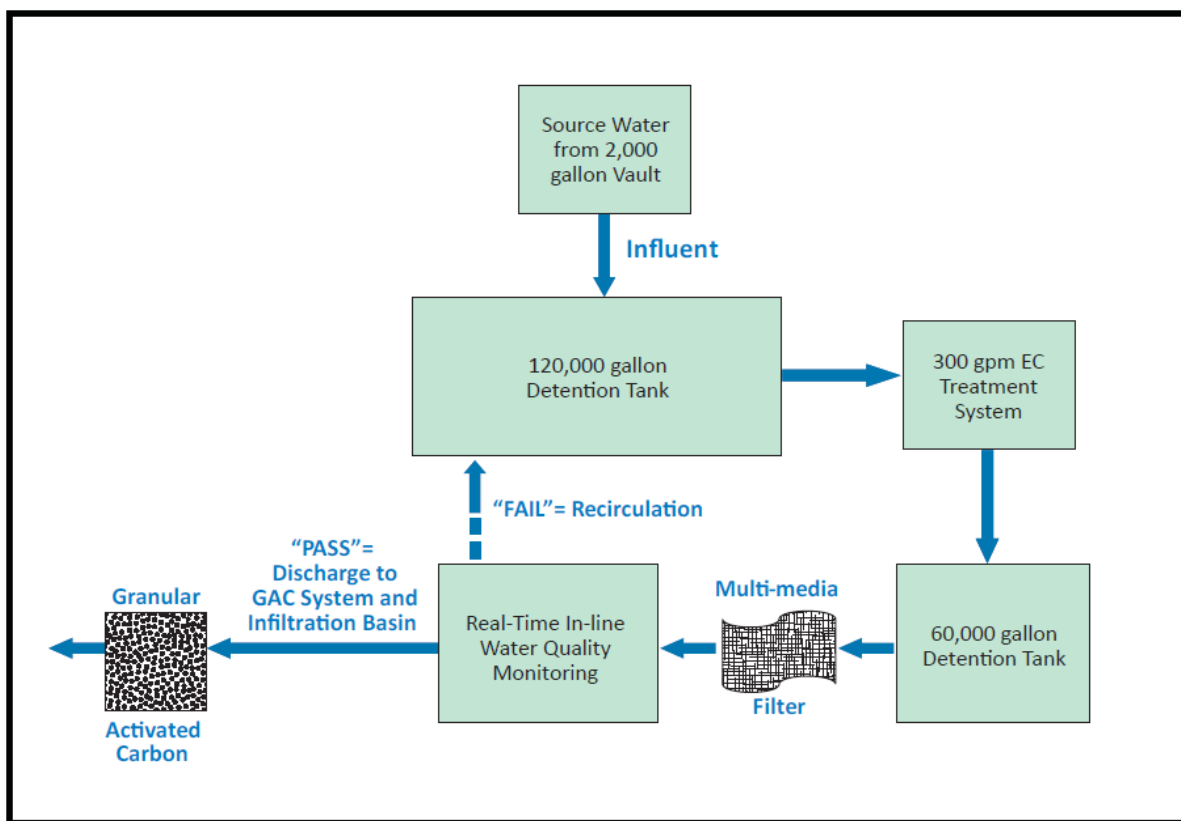 Source Water
from 2,000
gallon Vault
Influent
120,000 gallon
Detention Tank
300 gpm EC
Treatment
System
“FAIL”= Recirculation
“PASS”=
Discharge to
GAC System and
Infiltration Basin
Granular
Activated
Carbon
Real-Time In-line
Water Quality
Monitoring
Multi-media
Filter
60,000 gallon
Detention Tank